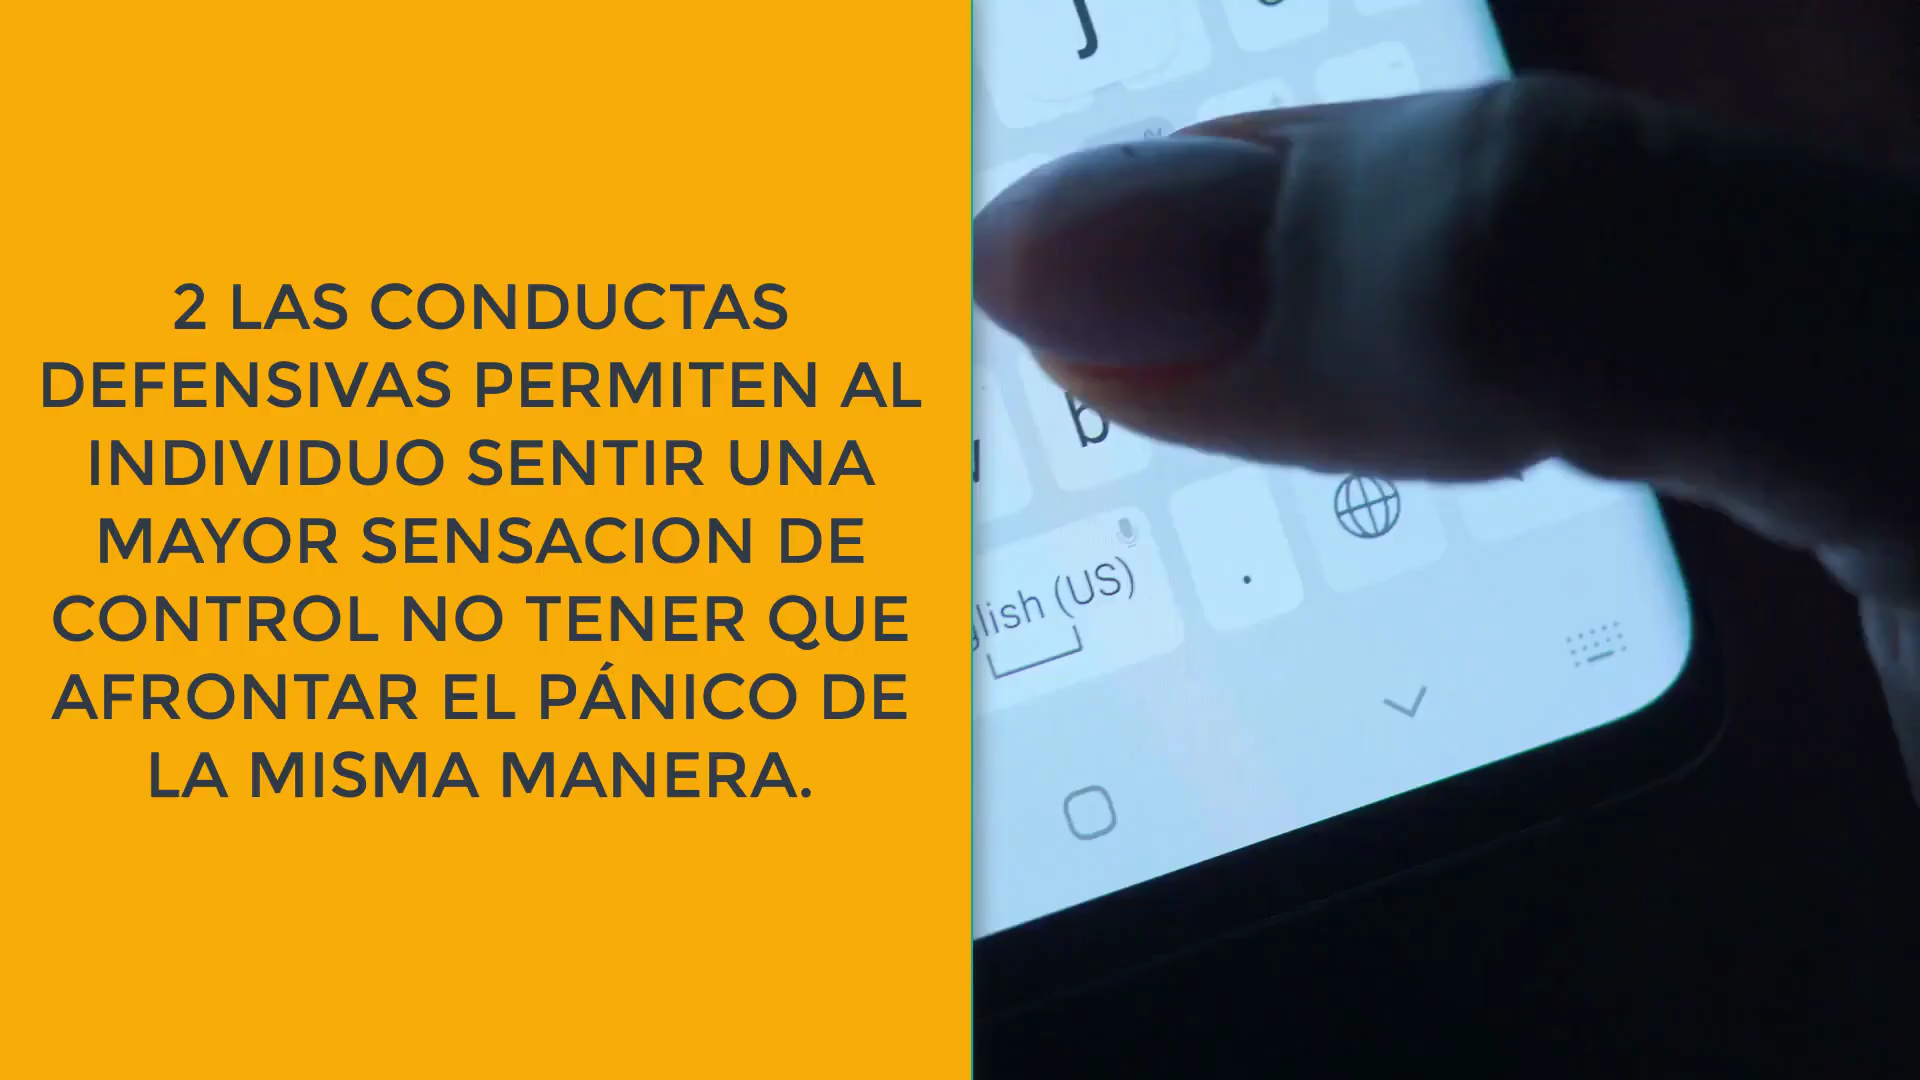 2 LAS CONDUCTAS
DEFENSIVAS PERMITEN AL
INDIVIDUO SENTIR UNA
MAYOR SENSACION DE
CONTROL NO TENER QUE
AFRONTAR EL PÁNICO DE
LA MISMA MANERA.
j
b
.
lish (US)